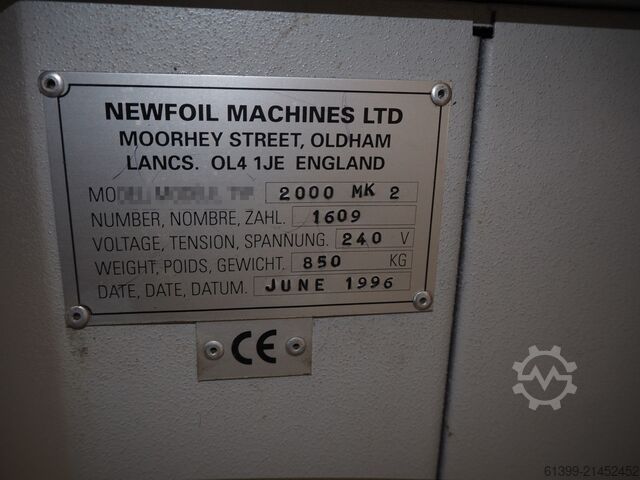 NEWFOIL MACHINES LTD
MOORHEY STREET, OLDHAM
LANCS. OL4 1JE ENGLAND
2000 MK 2
NUMBER, NOMBRE, ZAHL. 1609
VOLTAGE, TENSION, SPANNUNG. 240 V
WEIGHT, POIDS, GEWICHT. 850 KG
DATE, DATE, DATUM. JUNE 1996
CE
61399-21452452